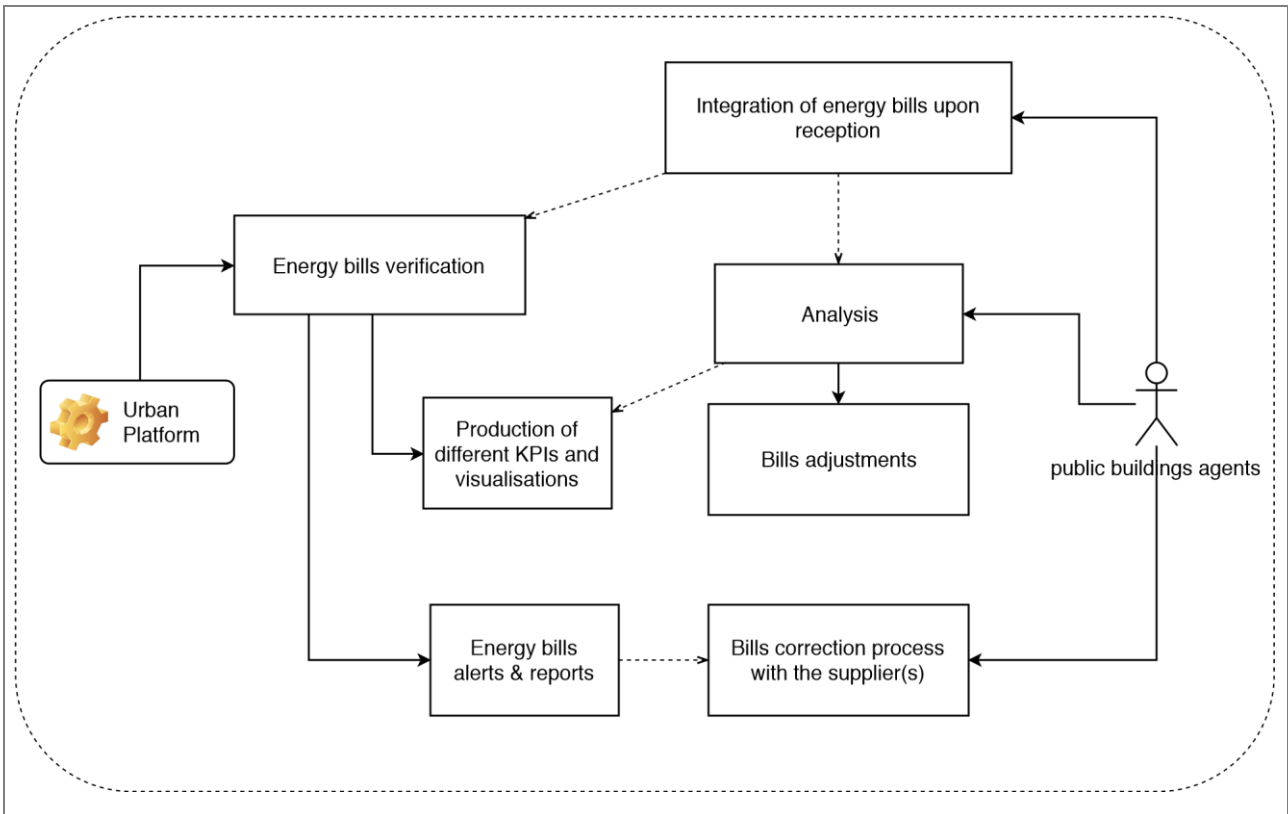 Integration of energy bills upon
reception
Energy bills verification
Analysis
Urban
Platform
Production of
different KPIs and
visualisations
Bills adjustments
public buildings agents
Energy bills
alerts & reports
Bills correction process
with the supplier(s)